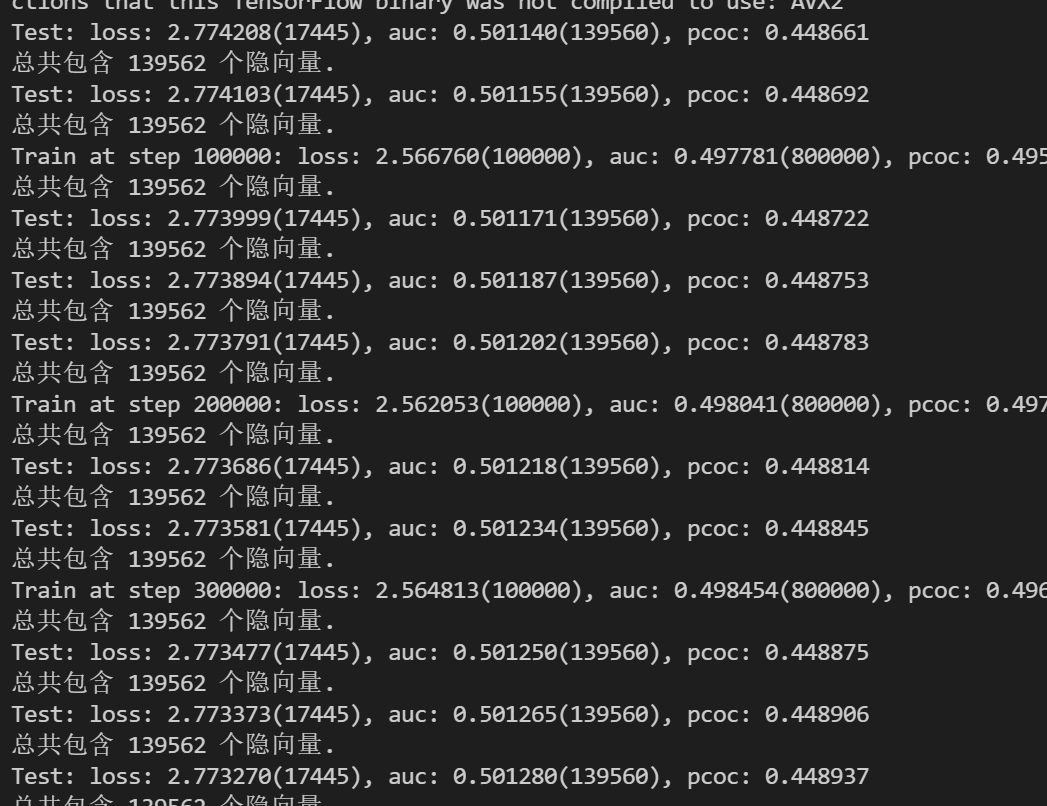 ctions that this TensorFlow binary was not compiled to use: AVX2
Test: loss: 2.774208(17445), auc: 0.501140(139560), pcoc: 0.448661
总共包含 139562 个隐向量.
Test: loss: 2.774103(17445), auc: 0.501155(139560), pcoc: 0.448692
总共包含 139562 个隐向量.
Train at step 100000: loss: 2.566760(100000), auc: 0.497781(800000), pcoc: 0.495
总共包含 139562 个隐向量.
Test: loss: 2.773999(17445), auc: 0.501171(139560), pcoc: 0.448722
总共包含 139562 个隐向量.
Test: loss: 2.773894(17445), auc: 0.501187(139560), pcoc: 0.448753
总共包含 139562 个隐向量.
Test: loss: 2.773791(17445), auc: 0.501202(139560), pcoc: 0.448783
总共包含 139562 个隐向量.
Train at step 200000: loss: 2.562053(100000), auc: 0.498041(800000), pcoc: 0.497
总共包含 139562 个隐向量.
Test: loss: 2.773686(17445), auc: 0.501218(139560), pcoc: 0.448814
总共包含 139562 个隐向量.
Test: loss: 2.773581(17445), auc: 0.501234(139560), pcoc: 0.448845
总共包含 139562 个隐向量.
Train at step 300000: loss: 2.564813(100000), auc: 0.498454(800000), pcoc: 0.496
总共包含 139562 个隐向量.
Test: loss: 2.773477(17445), auc: 0.501250(139560), pcoc: 0.448875
总共包含 139562 个隐向量.
Test: loss: 2.773373(17445), auc: 0.501265(139560), pcoc: 0.448906
总共包含 139562 个隐向量.
Test: loss: 2.773270(17445), auc: 0.501280(139560), pcoc: 0.448937
总共包含 139562 个隐向量.